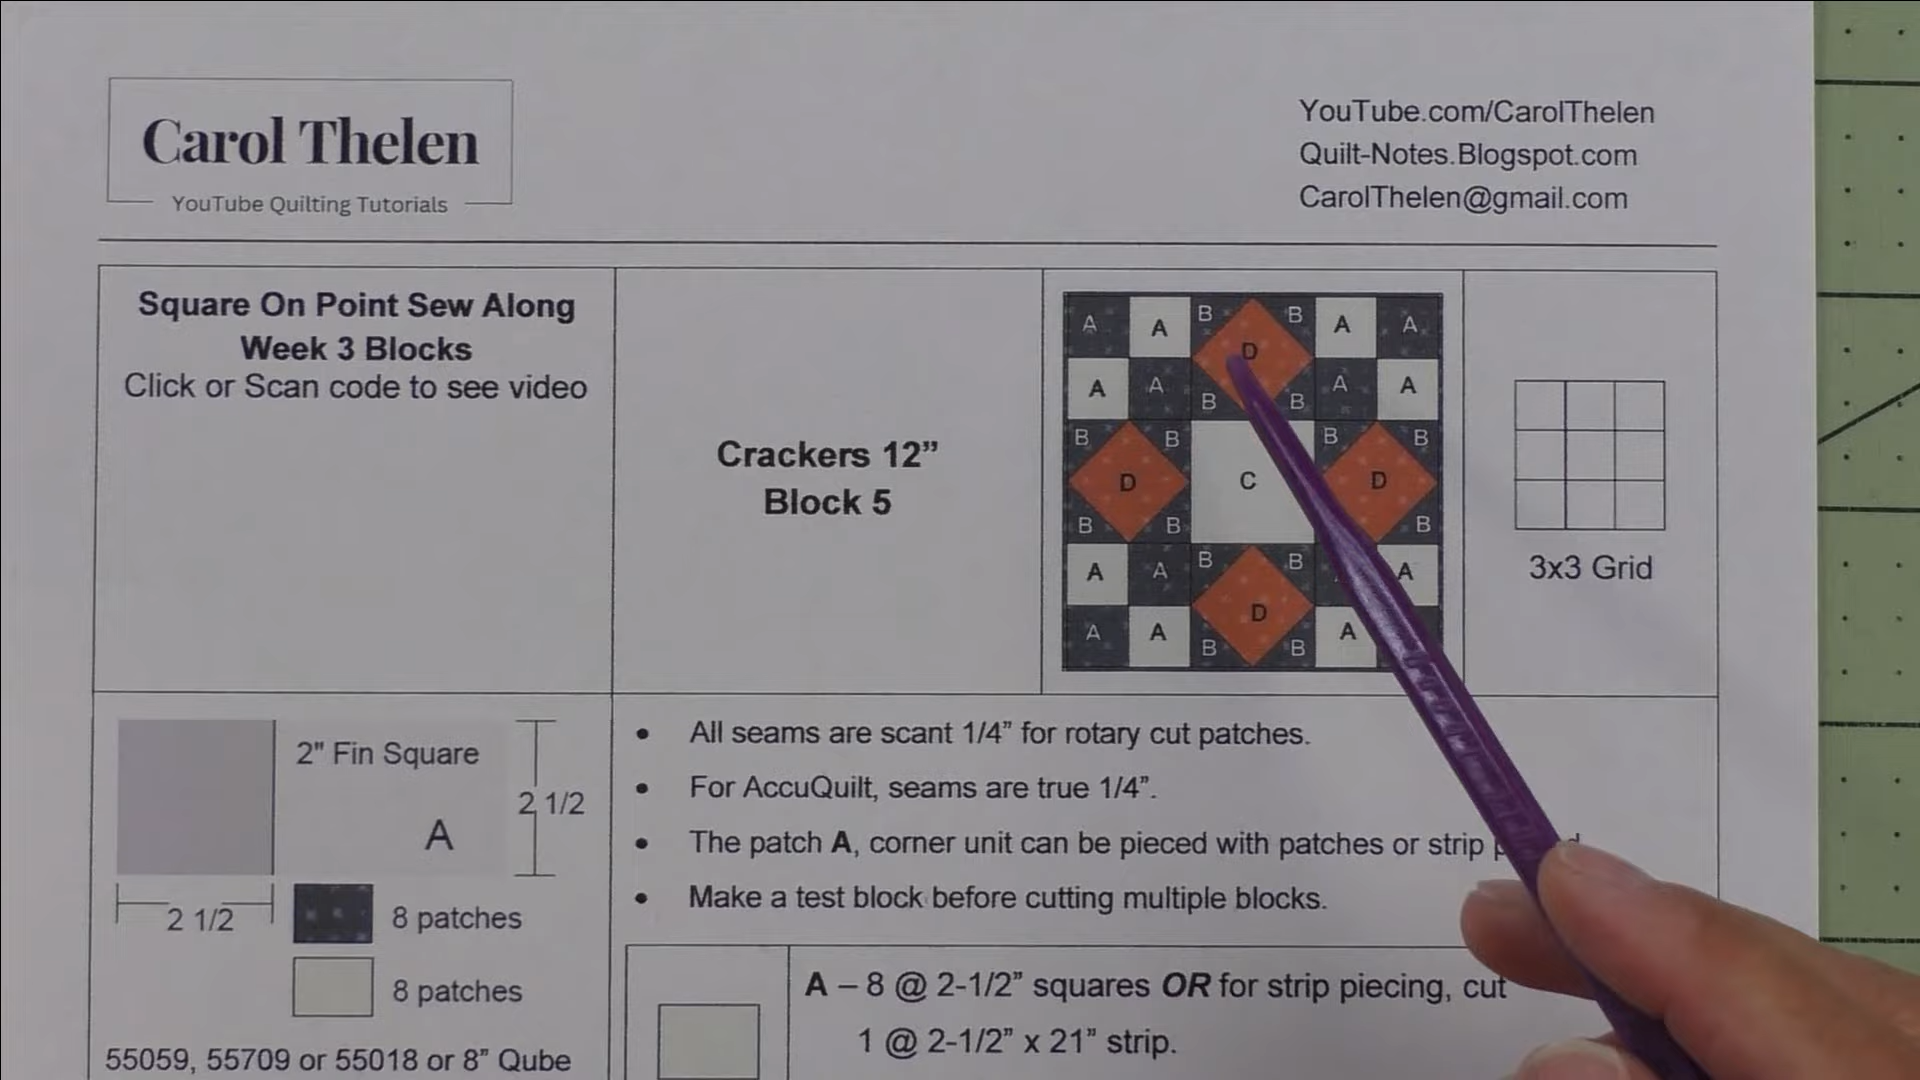 Carol Thelen
YouTube Quilting Tutorials
YouTube.com/CarolThelen
Quilt-Notes.Blogspot.com
CarolThelen@gmail.com
Square On Point Sew Along
Week 3 Blocks
Click or Scan code to see video
Crackers 12”
Block 5
A A B B A A
D
A A B B A A
B B B B
D C D
B B B
A A B B A
D
A A B B A
3x3 Grid
2" Fin Square
A
2 1/2
2 1/2
8 patches
8 patches
55059, 55709 or 55018 or 8” Qube
• All seams are scant 1/4” for rotary cut patches.
• For AccuQuilt, seams are true 1/4”.
• The patch A, corner unit can be pieced with patches or strip
• Make a test block before cutting multiple blocks.
A – 8 @ 2-1/2” squares OR for strip piecing, cut
1 @ 2-1/2” x 21” strip.